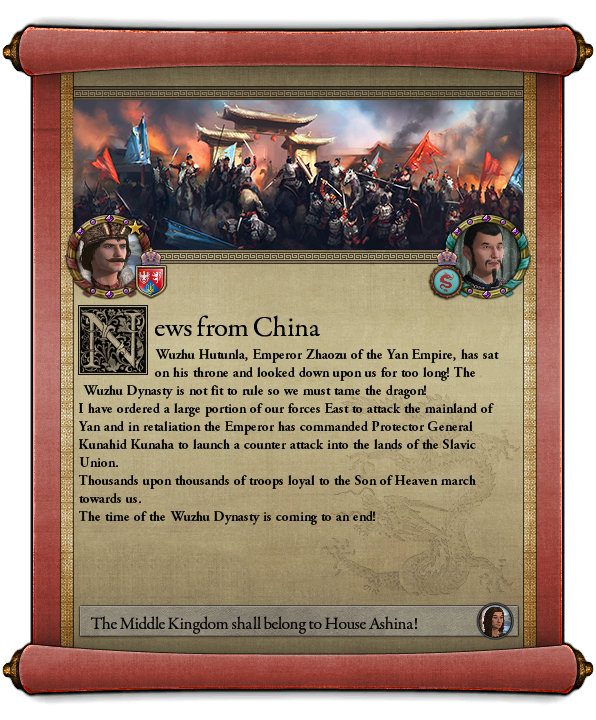 News from China
Wuzhu Hutunla, Emperor Zhaozu of the Yan Empire, has sat
on his throne and looked down upon us for too long! The
Wuzhu Dynasty is not fit to rule so we must tame the dragon!
I have ordered a large portion of our forces East to attack the mainland of
Yan and in retaliation the Emperor has commanded Protector General
Kunahid Kunaha to launch a counter attack into the lands of the Slavic
Union.
Thousands upon thousands of troops loyal to the Son of Heaven march
towards us.
The time of the Wuzhu Dynasty is coming to an end!
The Middle Kingdom shall belong to House Ashina!